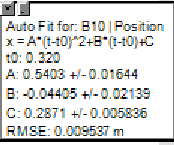 Auto Fit for: B10 | Position
x = A*(t-t0)^2+B*(t-t0)+C
t0: 0.320
A: 0.5403 +/- 0.01644
B: -0.04405 +/- 0.02139
C: 0.2871 +/- 0.005836
RMSE: 0.009537 m